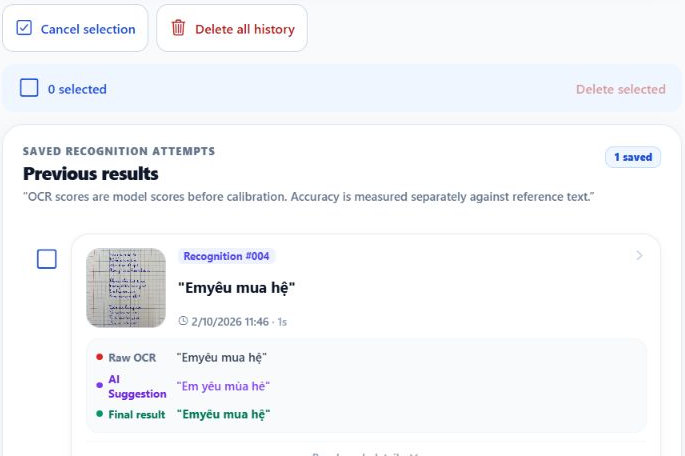 Cancel selection
Delete all history
0 selected
Delete selected
SAVED RECOGNITION ATTEMPTS
Previous results
1 saved
"OCR scores are model scores before calibration. Accuracy is measured separately against reference text."
Recognition #004
"Emyêu mua hệ"
2/10/2026 11:46 · 1s
Raw OCR "Emyêu mua hệ"
AI Suggestion "Em yêu mùa hè"
Final result "Emyêu mua hệ"